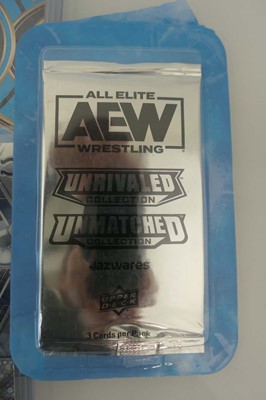 ALL ELITE
AEW
WRESTLING
UNRIVALED
COLLECTION
UNMATCHED
COLLECTION
Jazwares
UPPER
DECK
3 Cards per Pack